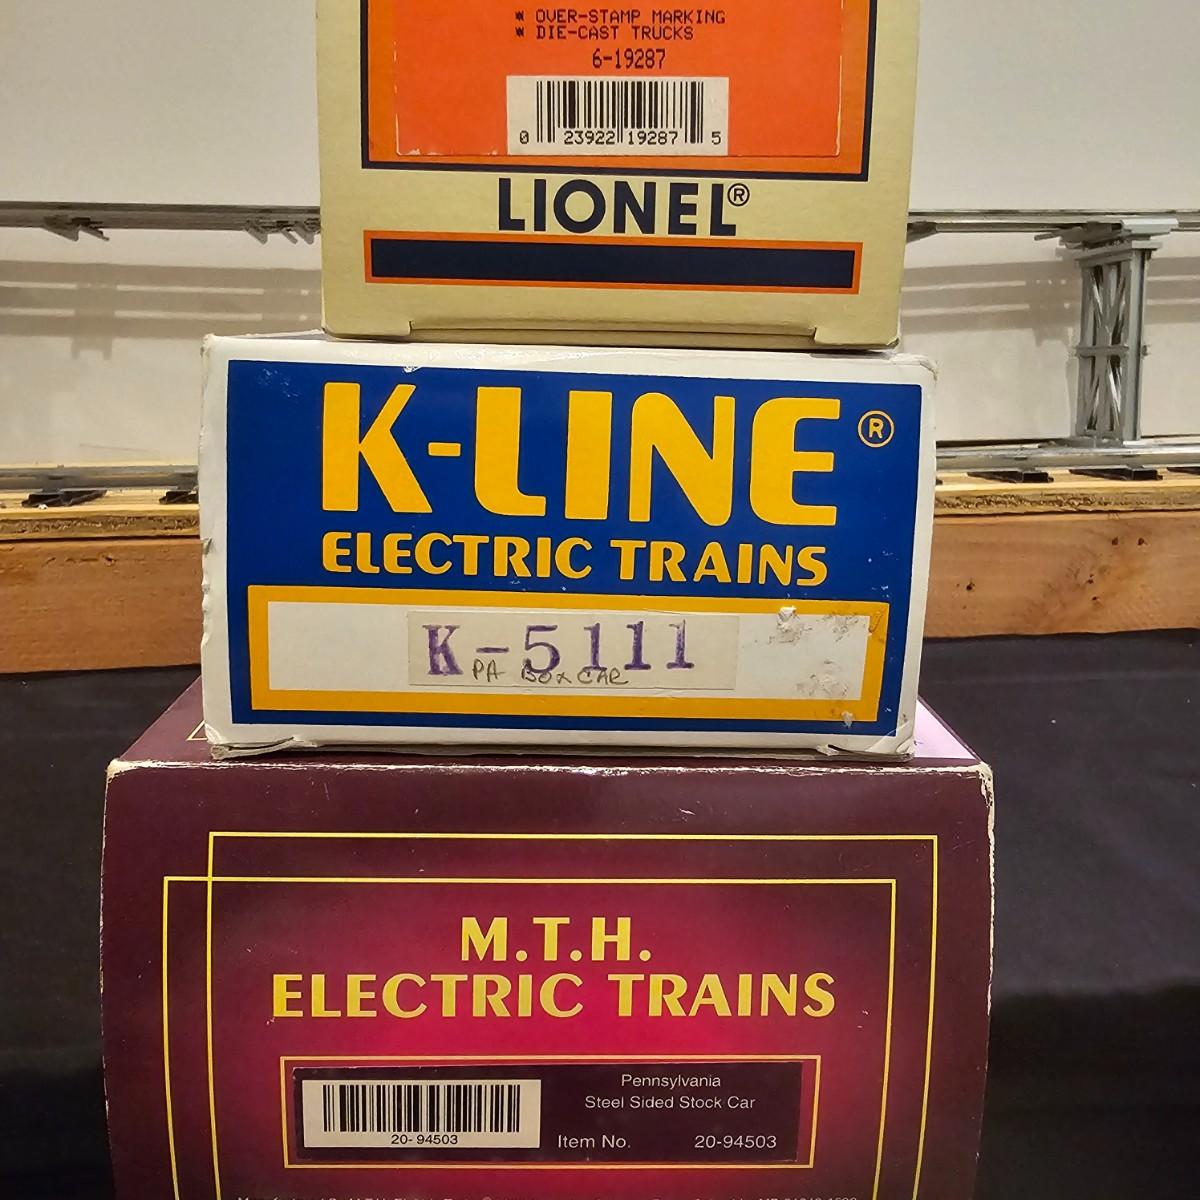 * OVER-STAMP MARKING
* DIE-CAST TRUCKS
6-19287
0 23922 19287 5
LIONEL®
K-LINE®
ELECTRIC TRAINS
K-5111
PA BOX CAR
M.T.H.
ELECTRIC TRAINS
Pennsylvania
Steel Sided Stock Car
20-94503
Item No. 20-94503